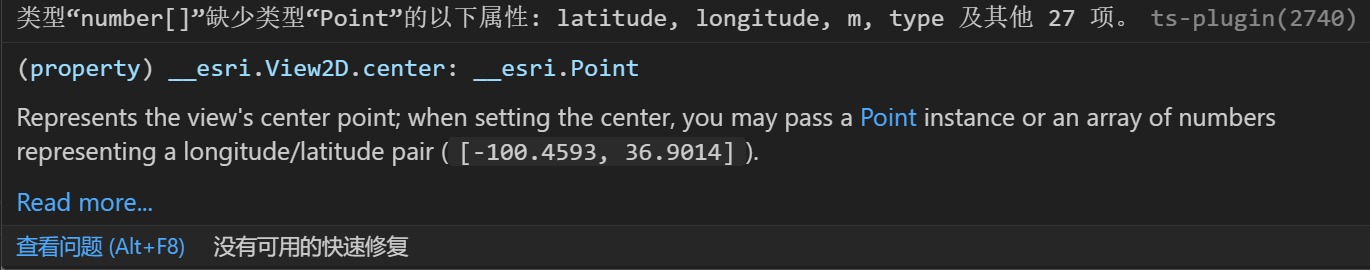 类型“number[]”缺少类型“Point”的以下属性: latitude, longitude, m, type 及其他 27 项。 ts-plugin(2740)
(property) __esri.View2D.center: __esri.Point
Represents the view's center point; when setting the center, you may pass a Point instance or an array of numbers
representing a longitude/latitude pair ( [-100.4593, 36.9014] ).
Read more...
查看问题 (Alt+F8) 没有可用的快速修复